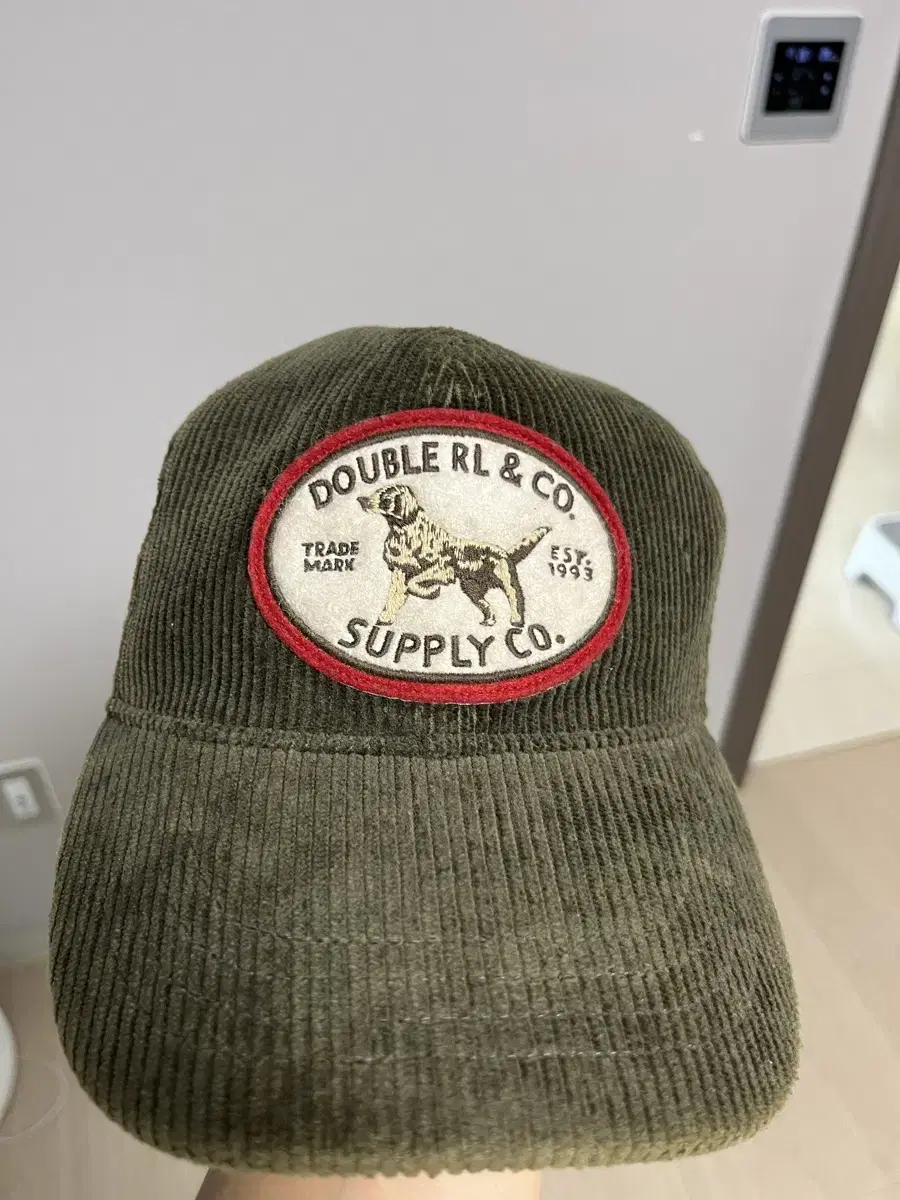 DOUBLE RL & CO.
TRADE
MARK
EST.
1993
SUPPLY CO.